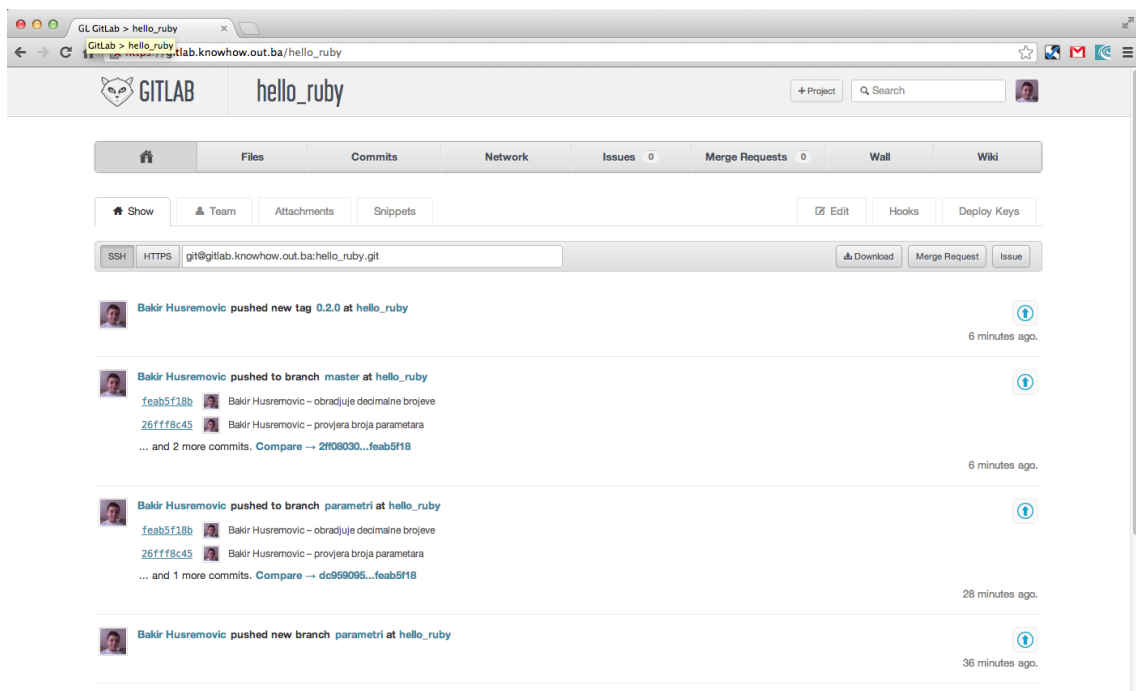 GL GitLab > hello_ruby
GitLab > hello_ruby
gitlab.knowhow.out.ba/hello_ruby
GITLAB
hello_ruby
+ Project
Search
Files Commits Network Issues 0 Merge Requests 0 Wall Wiki
Show Team Attachments Snippets Edit Hooks Deploy Keys
SSH HTTPS git@gitlab.knowhow.out.ba:hello_ruby.git Download Merge Request Issue
Bakir Husremovic pushed new tag 0.2.0 at hello_ruby
6 minutes ago.
Bakir Husremovic pushed to branch master at hello_ruby
feab5f18b Bakir Husremovic – obradjuje decimalne brojeve
26fff8c45 Bakir Husremovic – provjera broja parametara
... and 2 more commits. Compare → 2ff08030...feab5f18
6 minutes ago.
Bakir Husremovic pushed to branch parametri at hello_ruby
feab5f18b Bakir Husremovic – obradjuje decimalne brojeve
26fff8c45 Bakir Husremovic – provjera broja parametara
... and 1 more commits. Compare → dc959095...feab5f18
28 minutes ago.
Bakir Husremovic pushed new branch parametri at hello_ruby
36 minutes ago.